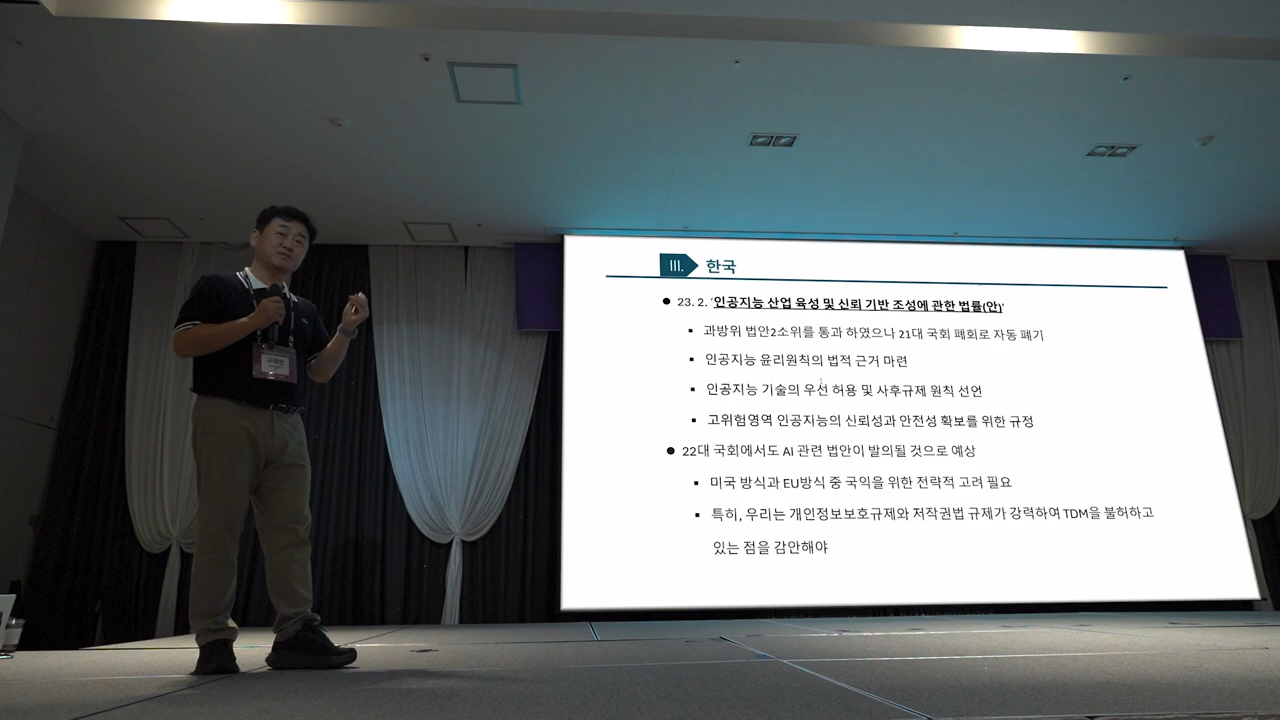 III. 한국
● 23. 2. '인공지능 산업 육성 및 신뢰 기반 조성에 관한 법률(안)'
▪ 과방위 법안2소위를 통과 하였으나 21대 국회 폐회로 자동 폐기
▪ 인공지능 윤리원칙의 법적 근거 마련
▪ 인공지능 기술의 우선 허용 및 사후규제 원칙 선언
▪ 고위험영역 인공지능의 신뢰성과 안전성 확보를 위한 규정
● 22대 국회에서도 AI 관련 법안이 발의될 것으로 예상
▪ 미국 방식과 EU방식 중 국익을 위한 전략적 고려 필요
▪ 특히, 우리는 개인정보보호규제와 저작권법 규제가 강력하여 TDM을 불허하고
있는 점을 감안해야